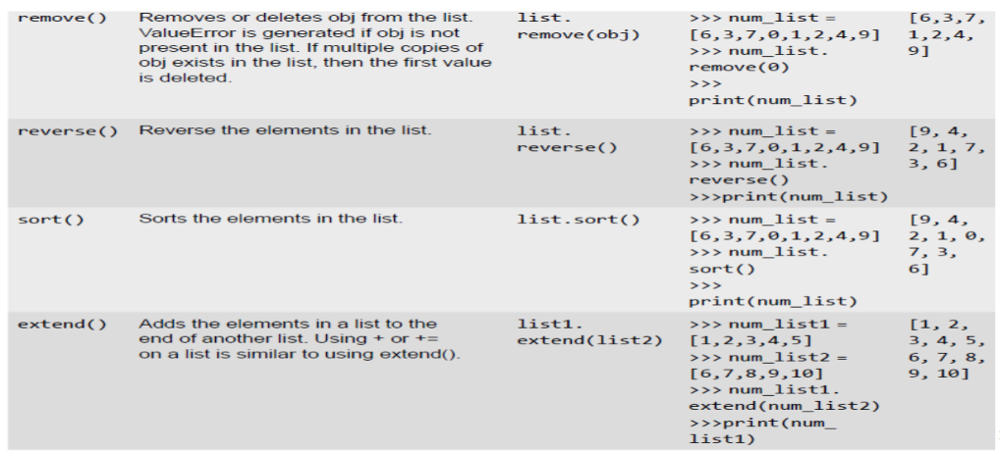 remove()
Removes or deletes obj from the list.
ValueError is generated if obj is not
present in the list. If multiple copies of
obj exists in the list, then the first value
is deleted.
list.
remove(obj)
>>> num_list =
[6,3,7,0,1,2,4,9]
>>> num_list.
remove(0)
>>>
print(num_list)
[6,3,7,
1,2,4,
9]
reverse()
Reverse the elements in the list.
list.
reverse()
>>> num_list =
[6,3,7,0,1,2,4,9]
>>> num_list.
reverse()
>>>print(num_list)
[9, 4,
2, 1, 7,
3, 6]
sort()
Sorts the elements in the list.
list.sort()
>>> num_list =
[6,3,7,0,1,2,4,9]
>>> num_list.
sort()
>>>
print(num_list)
[9, 4,
2, 1, 0,
7, 3,
6]
extend()
Adds the elements in a list to the
end of another list. Using + or +=
on a list is similar to using extend().
list1.
extend(list2)
>>> num_list1 =
[1,2,3,4,5]
>>> num_list2 =
[6,7,8,9,10]
>>> num_list1.
extend(num_list2)
>>>print(num_
list1)
[1, 2,
3, 4, 5,
6, 7, 8,
9, 10]